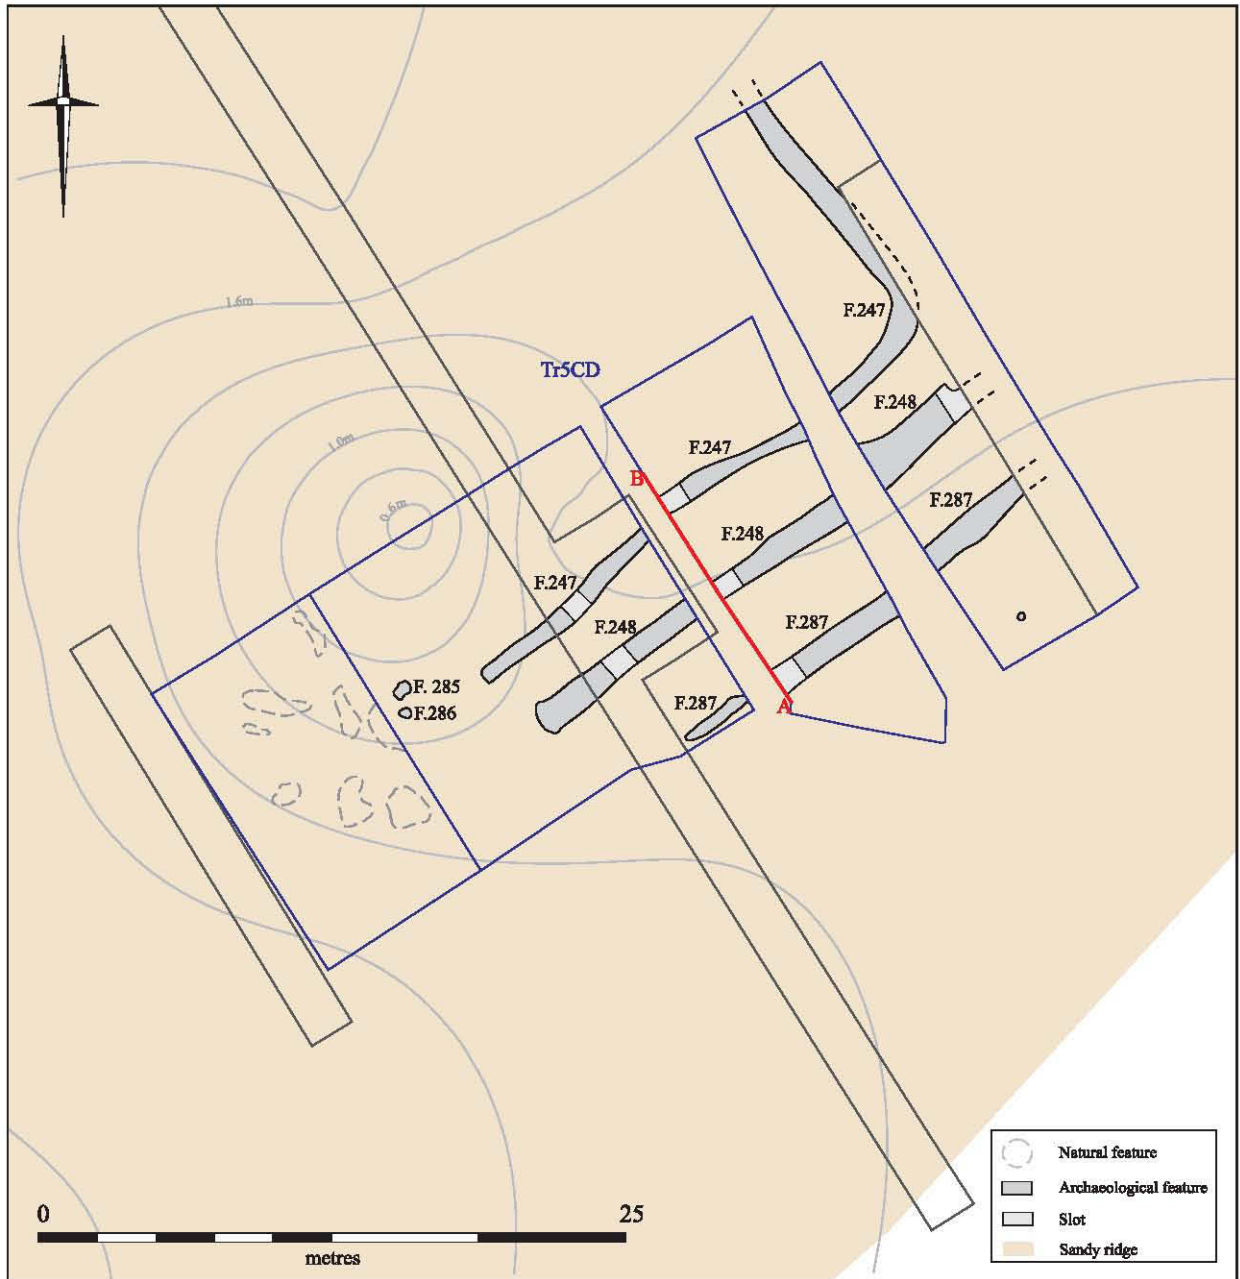 1.6m
F.247
Tr5CD
F.248
1.0m
F.247
B
F.287
0.6m
F.248
F.247
F.248
F.287
F. 285
F.287
A
F.286
Natural feature
Archaeological feature
0
25
Slot
metres
Sandy ridge